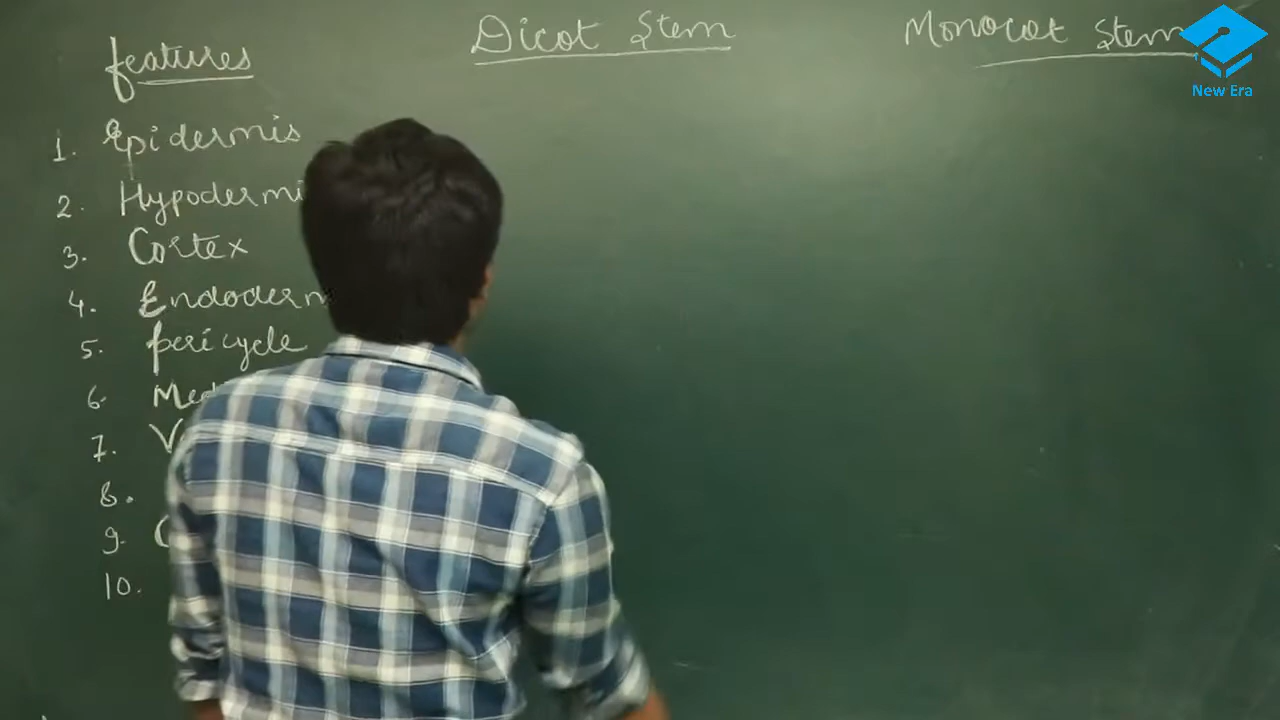 features Dicot Stem Monocot Stem
New Era
1. Epidermis
2. Hypodermi
3. Cortex
4. Endoderm
5. Pericycle
6. Med
7. V
8.
9. C
10.